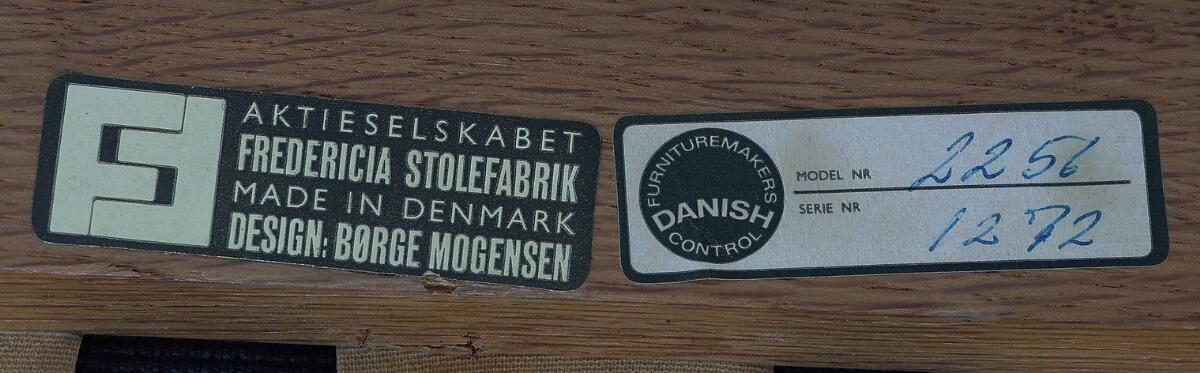 AKTIESELSKABET
FREDERICIA STOLEFABRIK
MADE IN DENMARK
DESIGN: BØRGE MOGENSEN
FURNITUREMAKERS
DANISH
CONTROL
MODEL NR 2256
SERIE NR 1272